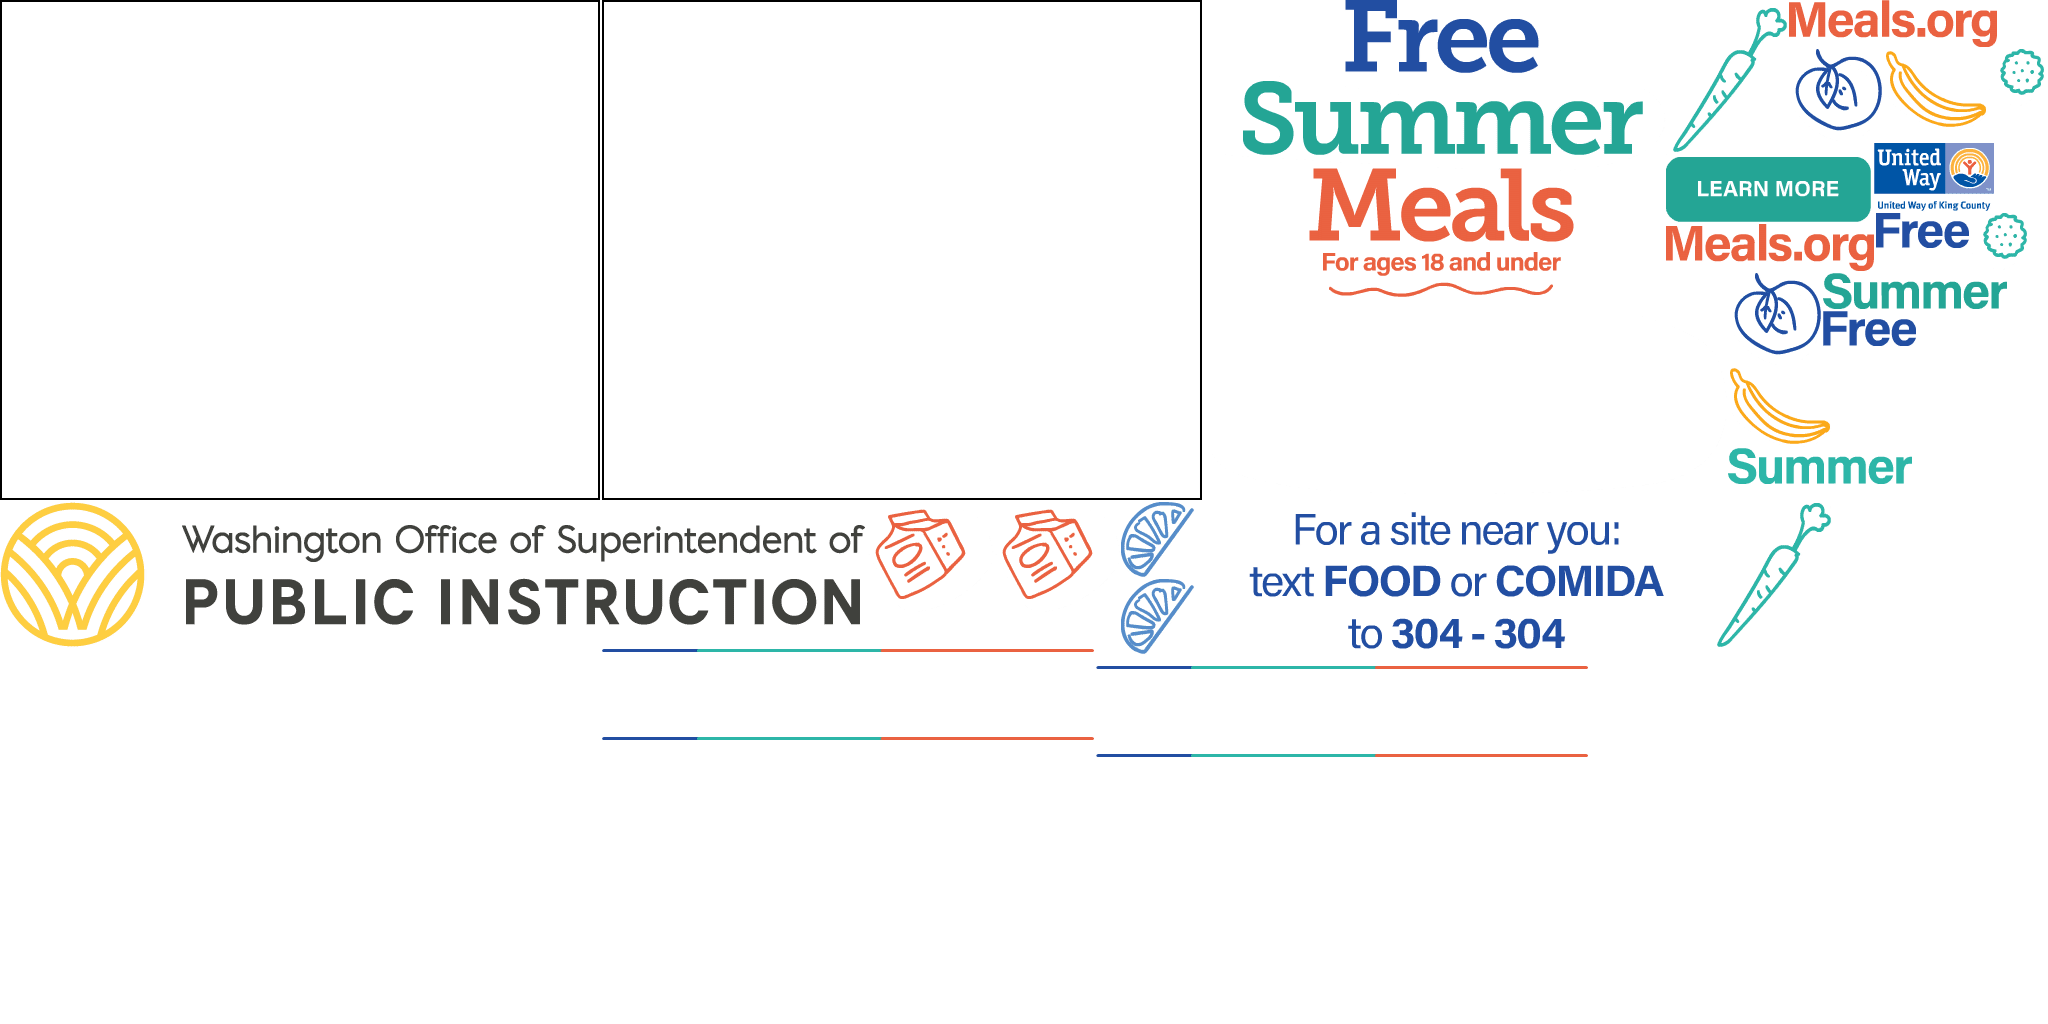 Free
Summer
Meals
For ages 18 and under
Meals.org
LEARN MORE
United
Way
United Way of King County
Meals.org
Free
Summer
Free
Summer
Washington Office of Superintendent of
PUBLIC INSTRUCTION
For a site near you:
text FOOD or COMIDA
to 304 - 304